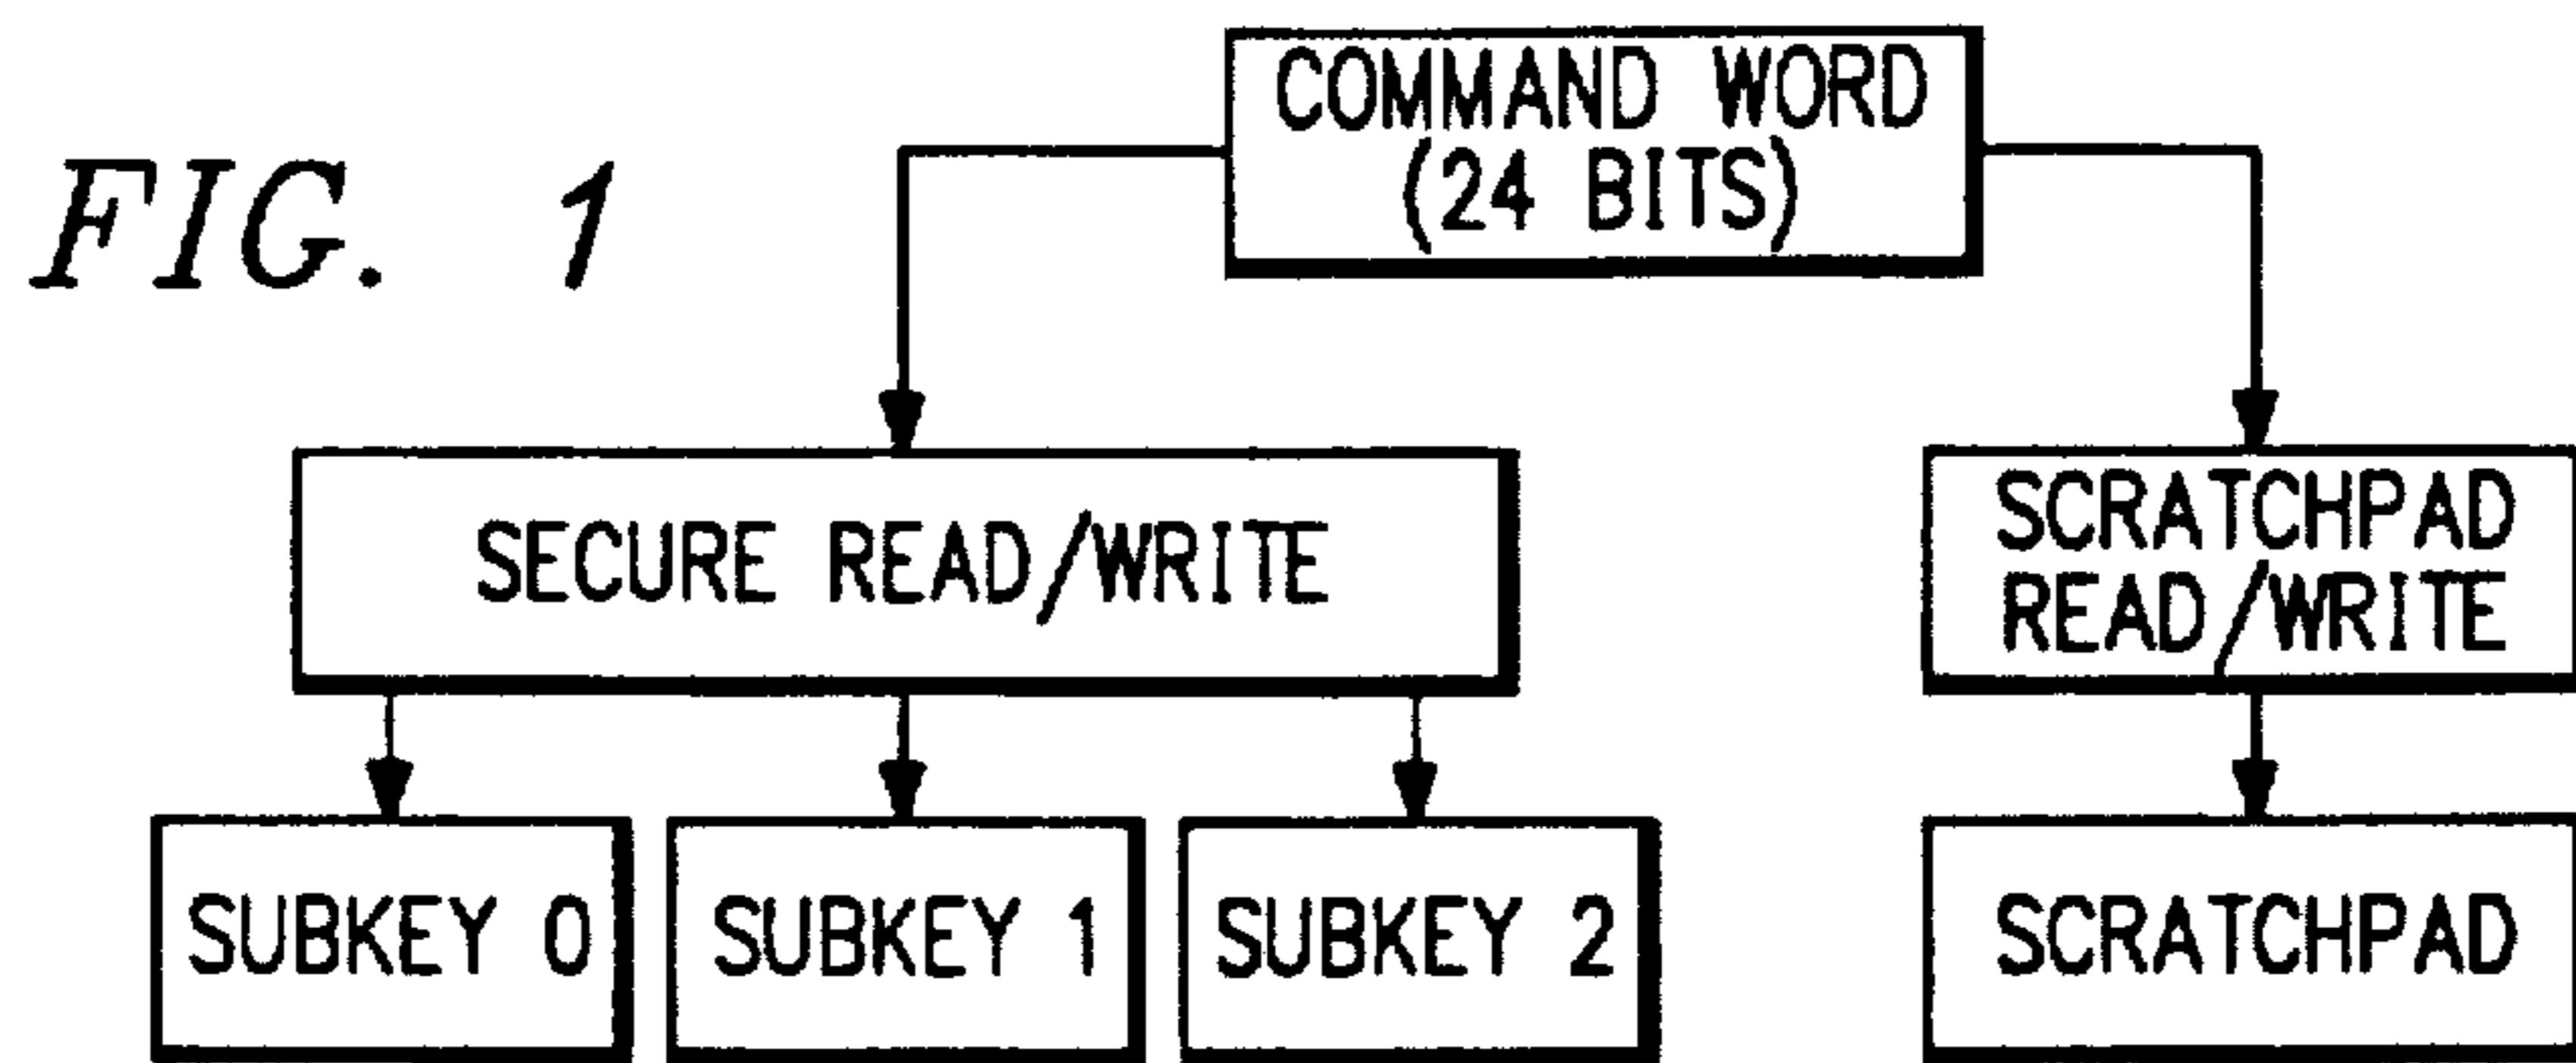 FIG. 1
COMMAND WORD
(24 BITS)
SECURE READ/WRITE
SCRATCHPAD
READ/WRITE
SUBKEY 0
SUBKEY 1
SUBKEY 2
SCRATCHPAD